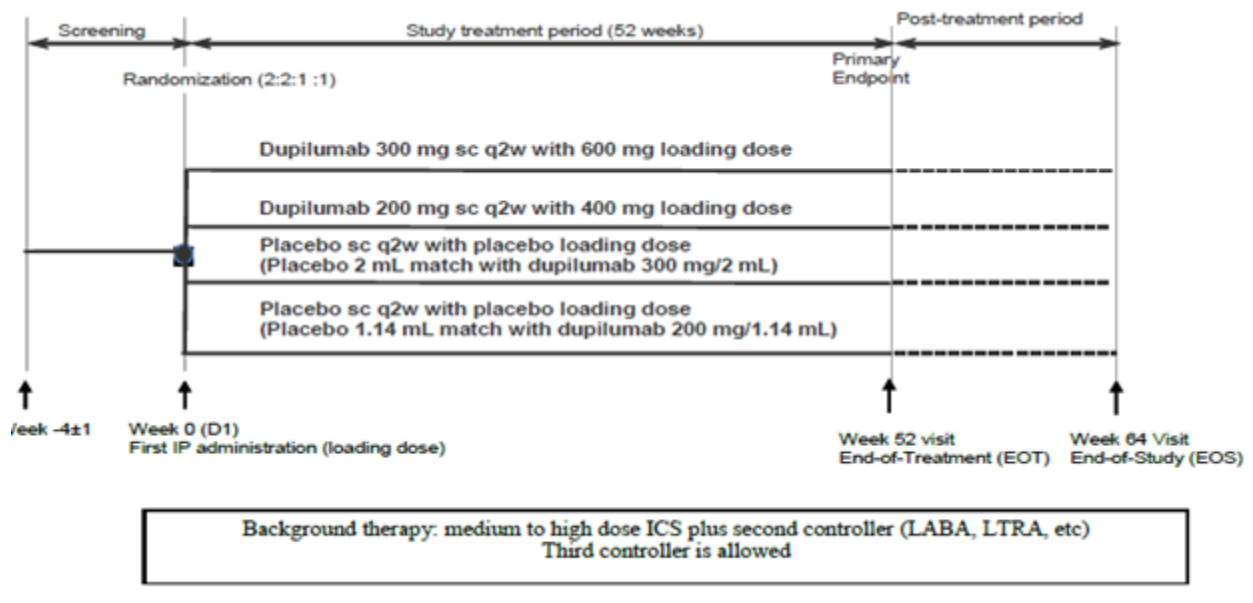 Screening
Study treatment period (52 weeks)
Post-treatment period
Randomization (2:2:1 :1)
Primary
Endpoint
Dupilumab 300 mg sc q2w with 600 mg loading dose
Dupilumab 200 mg sc q2w with 400 mg loading dose
Placebo sc q2w with placebo loading dose
(Placebo 2 mL match with dupilumab 300 mg/2 mL)
Placebo sc q2w with placebo loading dose
(Placebo 1.14 mL match with dupilumab 200 mg/1.14 mL)
-4±1
Week 0 (D1)
First IP administration (loading dose)
Week 52 visit
End-of-Treatment (EOT)
Week 64 Visit
End-of-Study (EOS)
Background therapy: medium to high dose ICS plus second controller (LABA, LTRA, etc)
Third controller is allowed